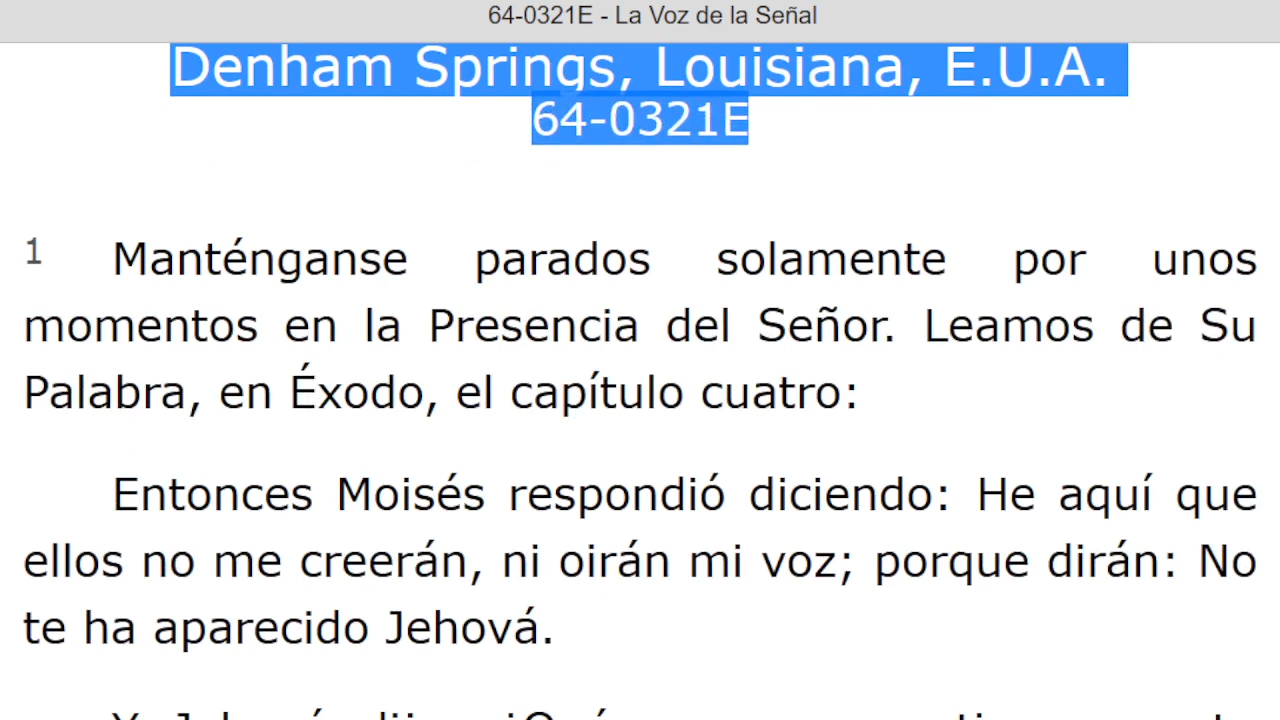 64-0321E - La Voz de la Señal
Denham Springs, Louisiana, E.U.A.
64-0321E
1 Manténganse parados solamente por unos
momentos en la Presencia del Señor. Leamos de Su
Palabra, en Éxodo, el capítulo cuatro:
Entonces Moisés respondió diciendo: He aquí que
ellos no me creerán, ni oirán mi voz; porque dirán: No
te ha aparecido Jehová.